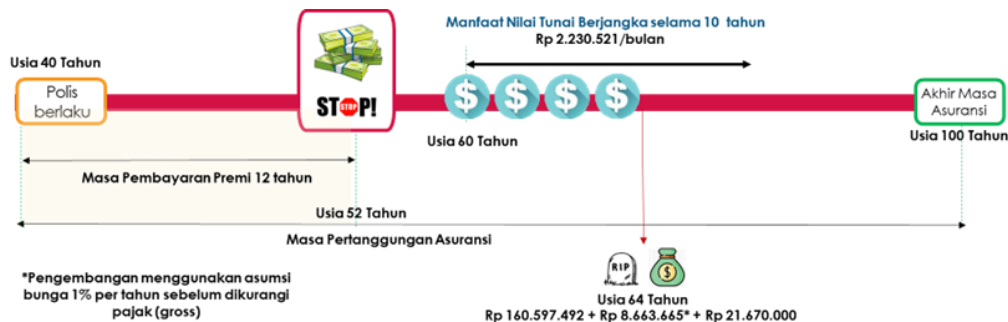 Manfaat Nilai Tunai Berjangka selama 10 tahun
Rp 2.230.521/bulan
Usia 40 Tahun
Polis
berlaku
STOP!
STOP
$ $ $ $
Akhir Masa
Asuransi
Usia 60 Tahun
Usia 100 Tahun
Masa Pembayaran Premi 12 tahun
Usia 52 Tahun
Masa Pertanggungan Asuransi
*Pengembangan menggunakan asumsi
bunga 1% per tahun sebelum dikurangi
pajak (gross)
RIP
$
Usia 64 Tahun
Rp 160.597.492 + Rp 8.663.665* + Rp 21.670.000